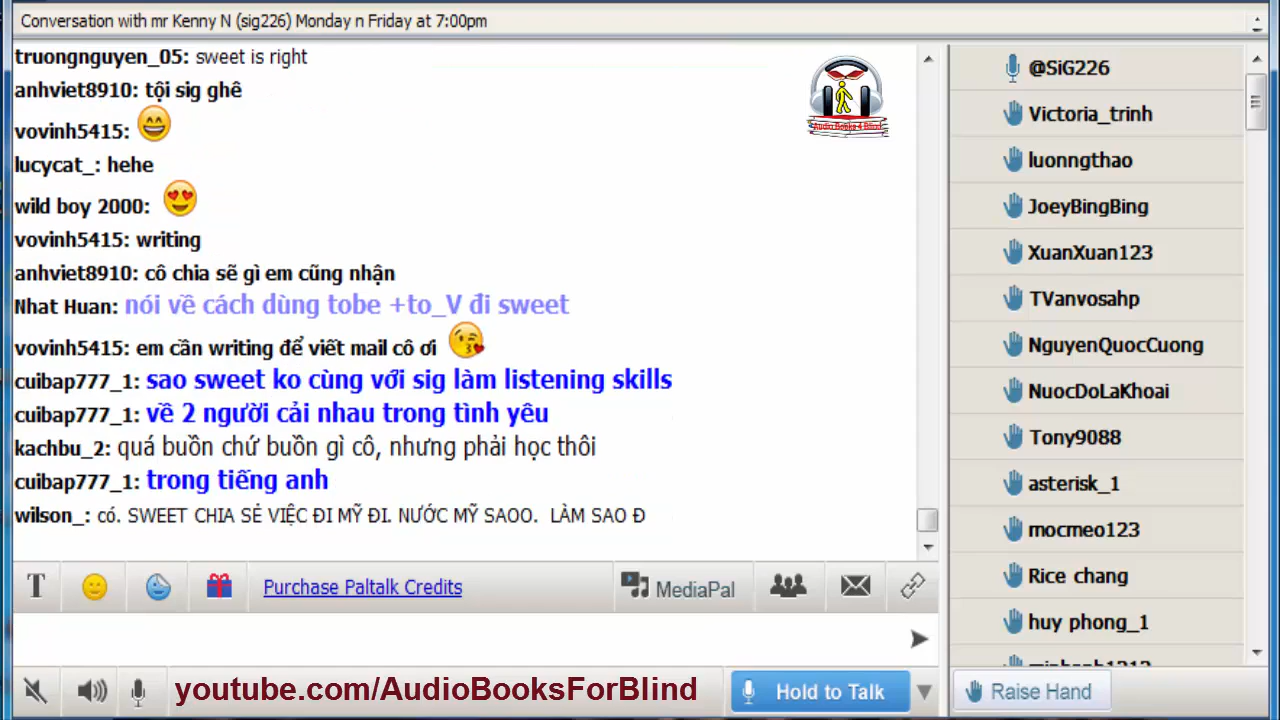 Conversation with mr Kenny N (sig226) Monday n Friday at 7:00pm
truongnguyen_05: sweet is right
anhviet8910: tội sig ghê
vovinh5415:
lucycat_: hehe
wild boy 2000:
vovinh5415: writing
anhviet8910: cô chia sẽ gì em cũng nhận
Nhat Huan: nói về cách dùng tobe +to_V đi sweet
vovinh5415: em cần writing để viết mail cô ơi
cuibap777_1: sao sweet ko cùng với sig làm listening skills
cuibap777_1: về 2 người cải nhau trong tình yêu
kachbu_2: quá buồn chứ buồn gì cô, nhưng phải học thôi
cuibap777_1: trong tiếng anh
wilson_: có. SWEET CHIA SẺ VIỆC ĐI MỸ ĐI. NƯỚC MỸ SAOO. LÀM SAO Đ
Audio Books 4 Blind
@SiG226
Victoria_trinh
luonngthao
JoeyBingBing
XuanXuan123
TVanvosahp
NguyenQuocCuong
NuocDoLaKhoai
Tony9088
asterisk_1
mocmeo123
Rice chang
huy phong_1
T
Purchase Paltalk Credits
MediaPal
youtube.com/AudioBooksForBlind
Hold to Talk
Raise Hand